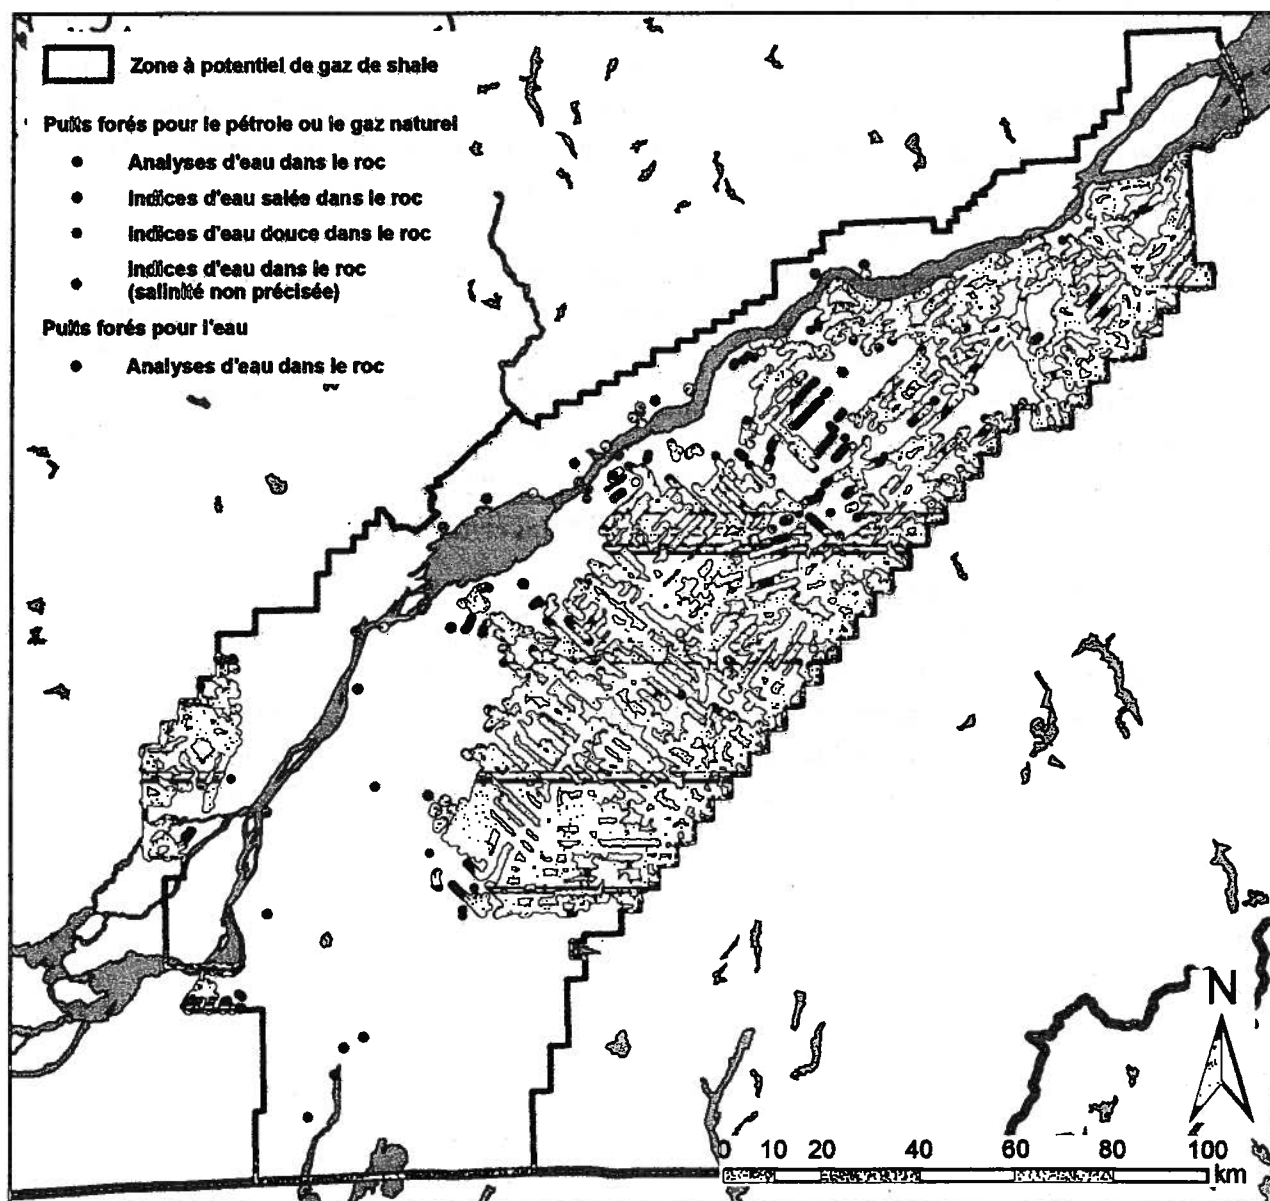 Zone à potentiel de gaz de shale
Puits forés pour le pétrole ou le gaz naturel
Analyses d'eau dans le roc
Indices d'eau salée dans le roc
Indices d'eau douce dans le roc
Indices d'eau dans le roc
(salinité non précisée)
Puits forés pour l'eau
Analyses d'eau dans le roc
N
0 10 20 40 60 80 100
km